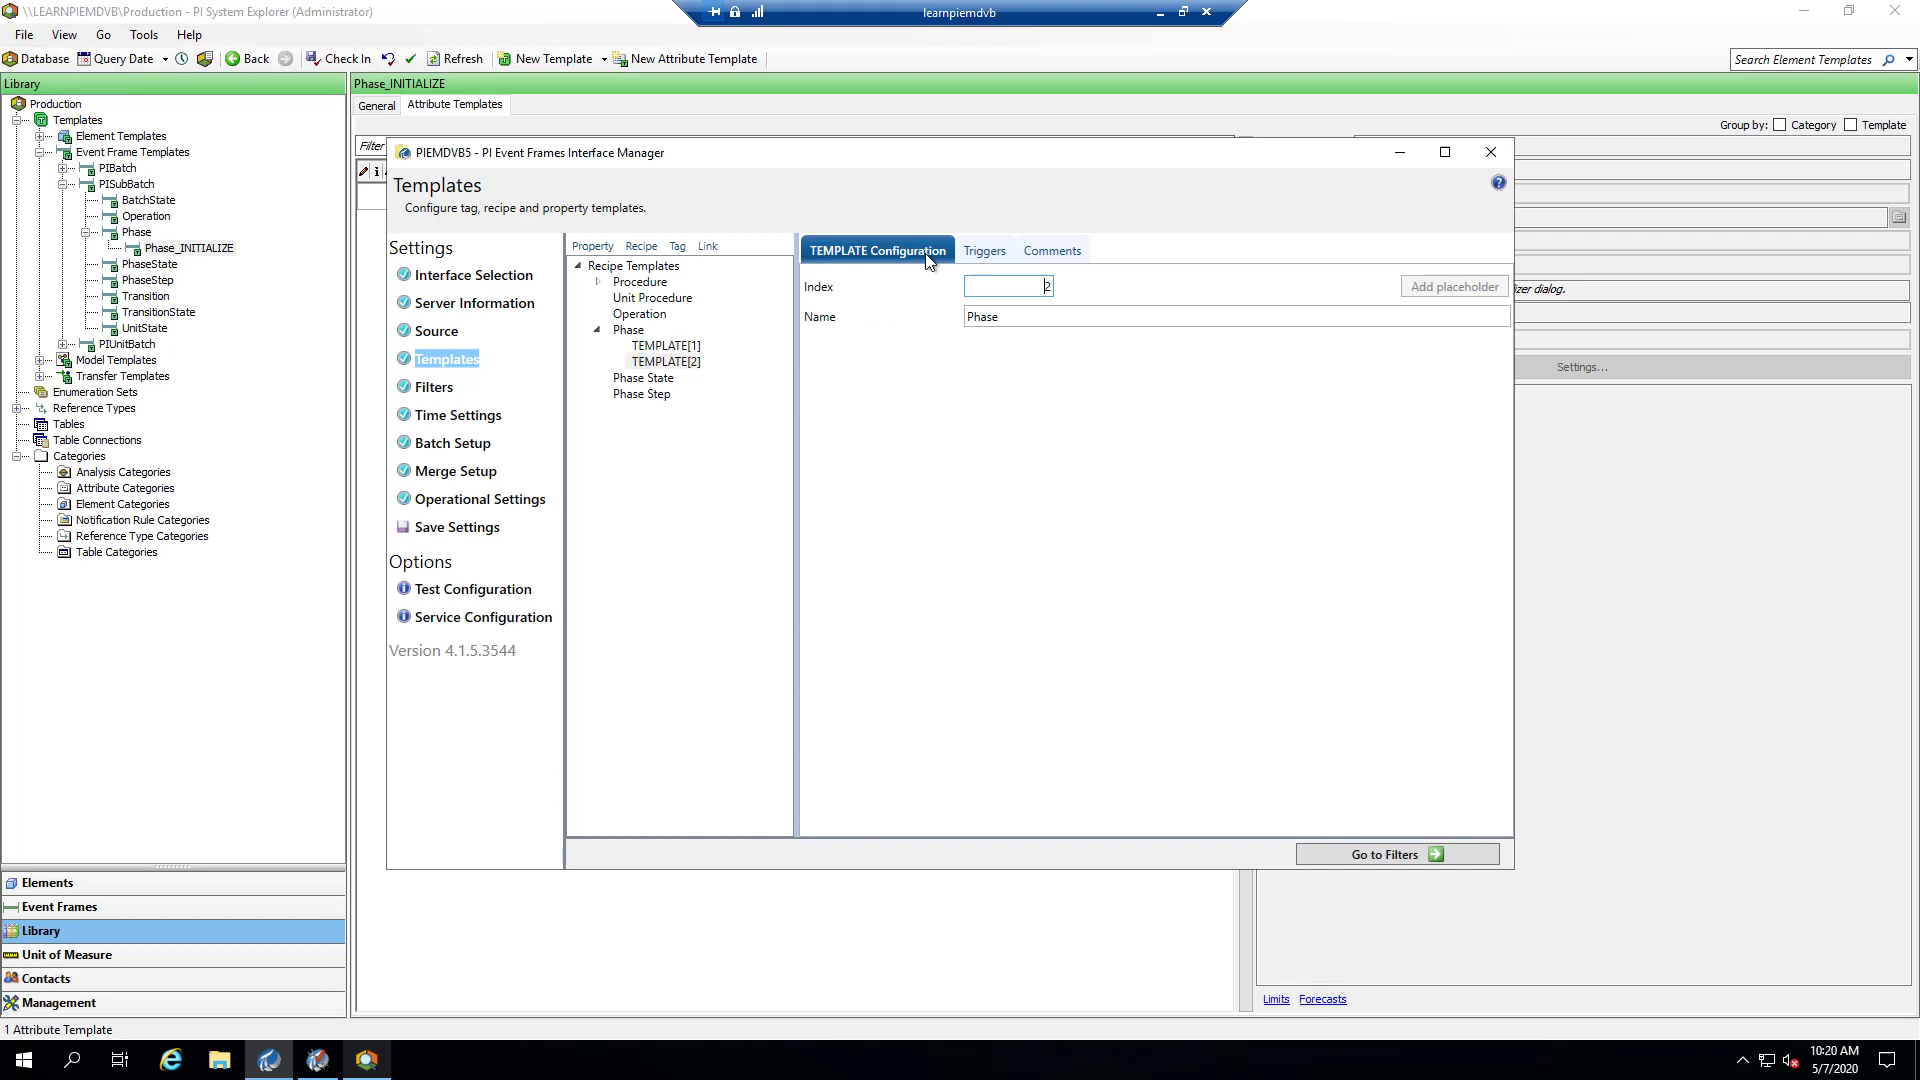 \\LEARNPIEMDVB\Production - PI System Explorer (Administrator)
learnpiemdvb
File View Go Tools Help
Database Query Date Back Check In Refresh New Template New Attribute Template
Search Element Templates
Library
Production
Templates
Element Templates
Event Frame Templates
PIBatch
PISubBatch
BatchState
Operation
Phase
Phase_INITIALIZE
PhaseState
PhaseStep
Transition
TransitionState
UnitState
PIUnitBatch
Model Templates
Transfer Templates
Enumeration Sets
Reference Types
Tables
Table Connections
Categories
Analysis Categories
Attribute Categories
Element Categories
Notification Rule Categories
Reference Type Categories
Table Categories
Elements
Event Frames
Library
Unit of Measure
Contacts
Management
1 Attribute Template
Phase_INITIALIZE
General Attribute Templates
Group by: Category Template
Filter
PIEMDVB5 - PI Event Frames Interface Manager
Templates
Configure tag, recipe and property templates.
Settings
Interface Selection
Server Information
Source
Templates
Filters
Time Settings
Batch Setup
Merge Setup
Operational Settings
Save Settings
Options
Test Configuration
Service Configuration
Version 4.1.5.3544
Property Recipe Tag Link
Recipe Templates
Procedure
Unit Procedure
Operation
Phase
TEMPLATE[1]
TEMPLATE[2]
Phase State
Phase Step
TEMPLATE Configuration Triggers Comments
Index 2 Add placeholder
Name Phase
Go to Filters
izer dialog.
Settings...
Limits Forecasts
10:20 AM
5/7/2020